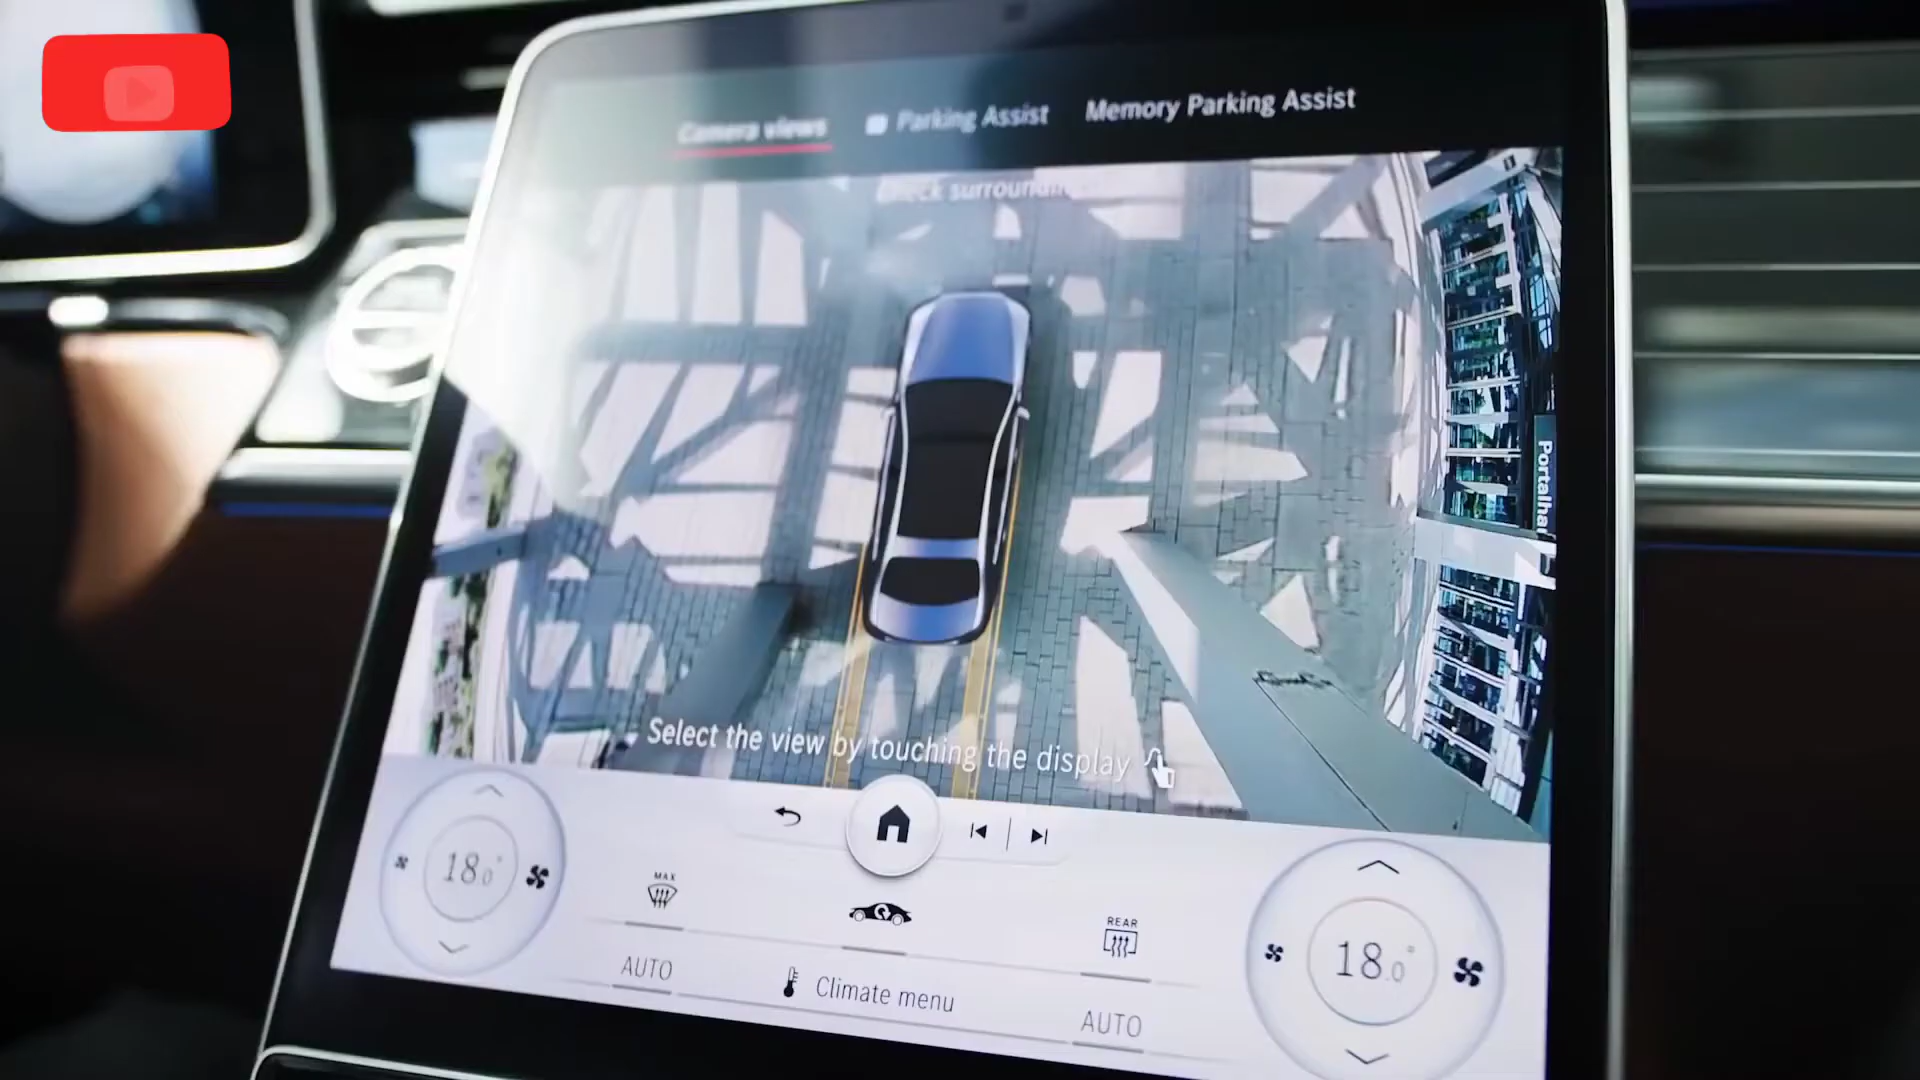 Camera views
Parking Assist
Memory Parking Assist
Check
Portalha
Select the view by touching the display
18.0°
MAX
REAR
18.0°
AUTO
Climate menu
AUTO